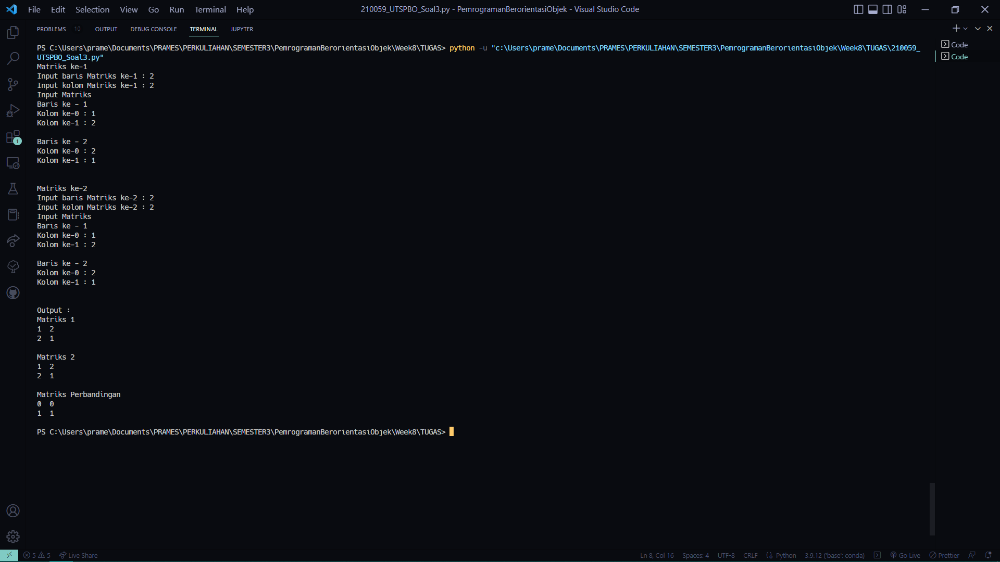 File Edit Selection View Go Run Terminal Help
210059_UTSPBO_Soal3.py - PemrogramanBerorientasiObjek - Visual Studio Code
PROBLEMS 10 OUTPUT DEBUG CONSOLE TERMINAL JUPYTER
PS C:\Users\prame\Documents\PRAMES\PERKULIAHAN\SEMESTER3\PemrogramanBerorientasiObjek\Week8\TUGAS> python -u "c:\Users\prame\Documents\PRAMES\PERKULIAHAN\SEMESTER3\PemrogramanBerorientasiObjek\Week8\TUGAS\210059_
UTSPBO_Soal3.py"
Matriks ke-1
Input baris Matriks ke-1 : 2
Input kolom Matriks ke-1 : 2
Input Matriks
Baris ke - 1
Kolom ke-0 : 1
Kolom ke-1 : 2
Baris ke - 2
Kolom ke-0 : 2
Kolom ke-1 : 1
Matriks ke-2
Input baris Matriks ke-2 : 2
Input kolom Matriks ke-2 : 2
Input Matriks
Baris ke - 1
Kolom ke-0 : 1
Kolom ke-1 : 2
Baris ke - 2
Kolom ke-0 : 2
Kolom ke-1 : 1
Output :
Matriks 1
1 2
2 1
Matriks 2
1 2
2 1
Matriks Perbandingan
0 0
1 1
PS C:\Users\prame\Documents\PRAMES\PERKULIAHAN\SEMESTER3\PemrogramanBerorientasiObjek\Week8\TUGAS>
Code
Code
1
5 5 Live Share
Ln 8, Col 16 Spaces: 4 UTF-8 CRLF Python 3.9.12 ('base': conda) Go Live Prettier